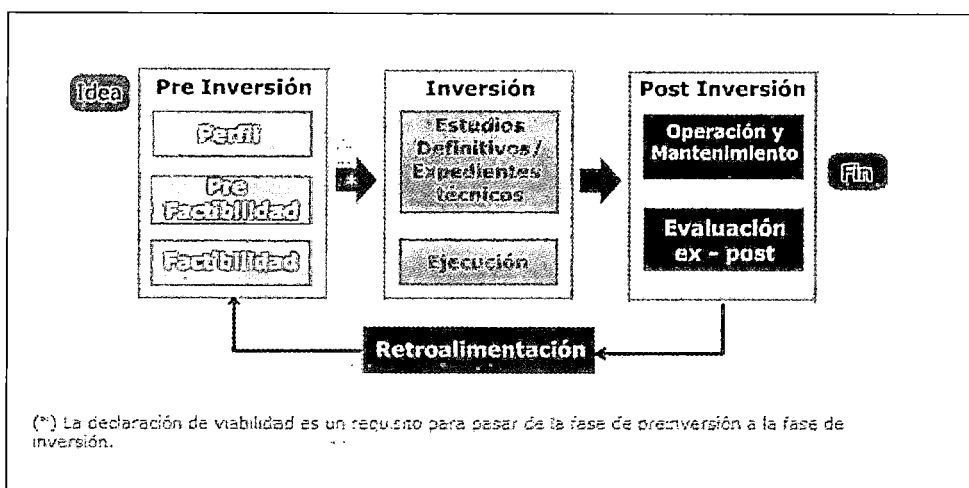 Idea
Pre Inversión
Perfil
Pre
Factibilidad
Factibilidad
*
Inversión
Estudios
Definitivos/
Expedientes
técnicos
Ejecución
Post Inversión
Operación y
Mantenimiento
Evaluación
ex - post
Fin
Retroalimentación
(*) La declaración de viabilidad es un requisito para pasar de la fase de preinversión a la fase de
inversión.